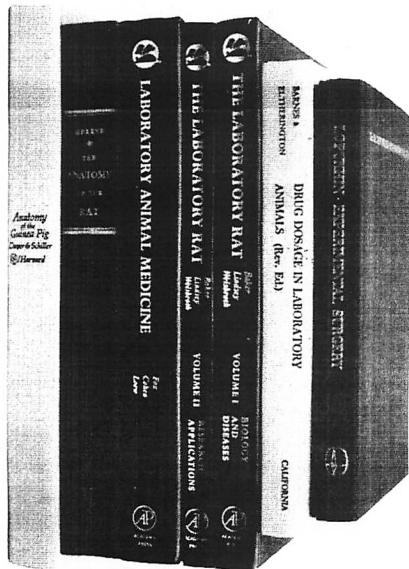 Anatomy
of the
Guinea Pig
Cooper & Schiller
Harvard
GREENE
THE
ANATOMY
OF THE
RAT
LABORATORY ANIMAL MEDICINE
Fox
Cohen
Loew
ACADEMIC
PRESS
THE LABORATORY RAT
Baker
Lindsey
Weisbroth
VOLUME II
RESEARCH
APPLICATIONS
THE LABORATORY RAT
Baker
Lindsey
Weisbroth
VOLUME I
BIOLOGY
AND
DISEASES
BARNES &
ELTHERINGTON
DRUG DOSAGE IN LABORATORY
ANIMALS (Rev. Ed.)
CALIFORNIA
EXPERIMENTAL SURGERY